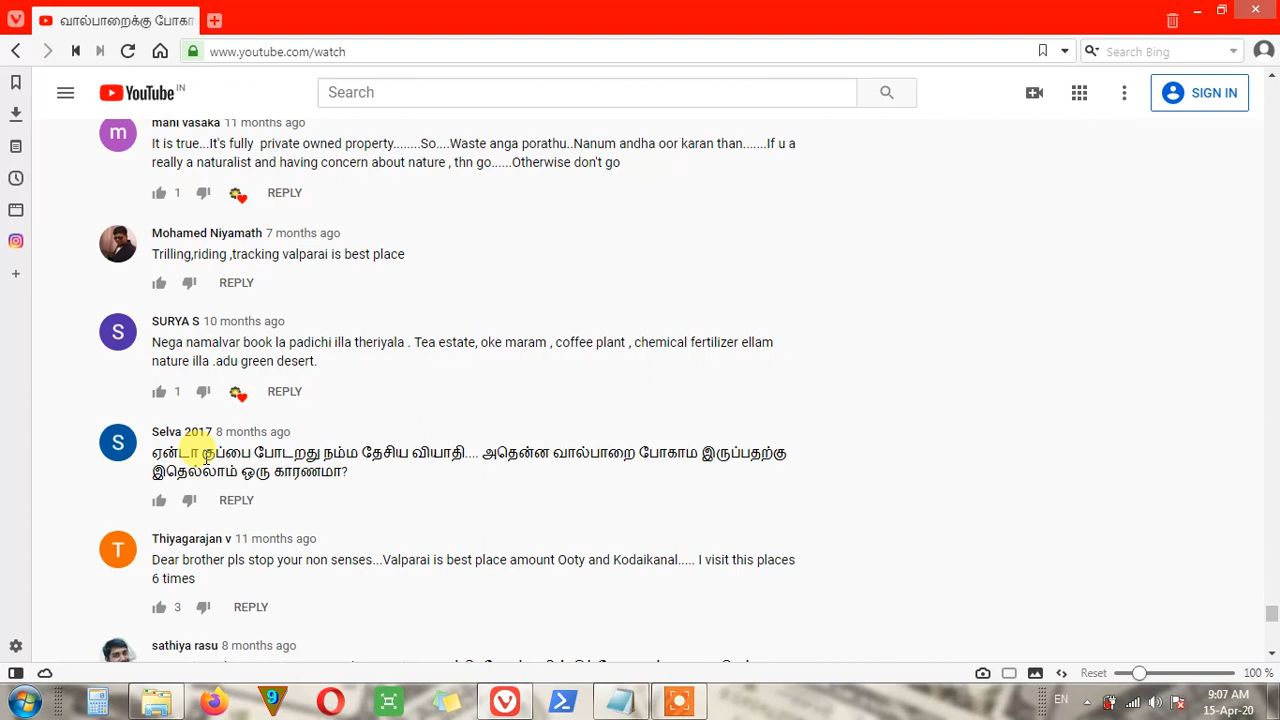 வால்பாறைக்கு போகா
www.youtube.com/watch
Search Bing
YouTube IN
Search
SIGN IN
mani vasaka 11 months ago
It is true...It's fully private owned property........So....Waste anga porathu..Nanum andha oor karan than.......If u a
really a naturalist and having concern about nature , thn go......Otherwise don't go
1 REPLY
Mohamed Niyamath 7 months ago
Trilling,riding ,tracking valparai is best place
REPLY
SURYA S 10 months ago
Nega namalvar book la padichi illa theriyala . Tea estate, oke maram , coffee plant , chemical fertilizer ellam
nature illa .adu green desert.
1 REPLY
Selva 2017 8 months ago
ஏன்டா குப்பை போடறது நம்ம தேசிய வியாதி.... அதென்ன வால்பாறை போகாம இருப்பதற்கு
இதெல்லாம் ஒரு காரணமா?
REPLY
Thiyagarajan v 11 months ago
Dear brother pls stop your non senses...Valparai is best place amount Ooty and Kodaikanal..... I visit this places
6 times
3 REPLY
sathiya rasu 8 months ago
Reset 100 %
EN 9:07 AM
15-Apr-20